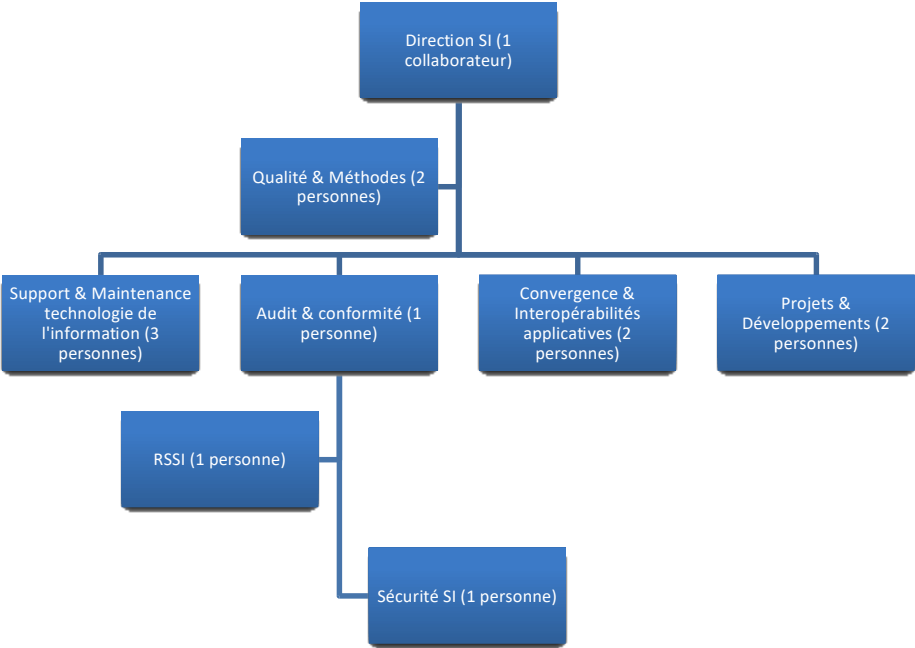 Direction SI (1
collaborateur)
Qualité & Méthodes (2
personnes)
Support & Maintenance
technologie de
l'information (3
personnes)
Audit & conformité (1
personne)
Convergence &
Interopérabilités
applicatives (2
personnes)
Projets &
Développements (2
personnes)
RSSI (1 personne)
Sécurité SI (1 personne)